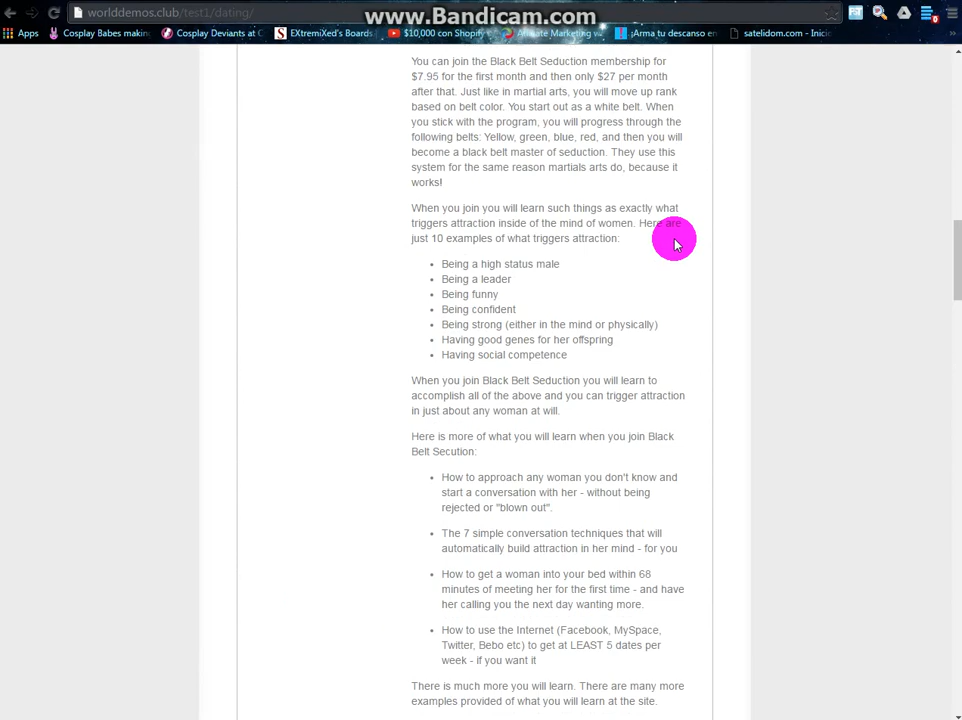 worlddemos.club/test1/dating/
www.Bandicam.com
Apps
Cosplay Babes makin
Cosplay Deviants at C
EXtremiXed's Boards
$10,000 con Shopify
Affiliate Marketing
¡Arma tu descanso en
satelidom.com - Inicio
You can join the Black Belt Seduction membership for
$7.95 for the first month and then only $27 per month
after that. Just like in martial arts, you will move up rank
based on belt color. You start out as a white belt. When
you stick with the program, you will progress through the
following belts: Yellow, green, blue, red, and then you will
become a black belt master of seduction. They use this
system for the same reason martials arts do, because it
works!
When you join you will learn such things as exactly what
triggers attraction inside of the mind of women. Here are
just 10 examples of what triggers attraction:
• Being a high status male
• Being a leader
• Being funny
• Being confident
• Being strong (either in the mind or physically)
• Having good genes for her offspring
• Having social competence
When you join Black Belt Seduction you will learn to
accomplish all of the above and you can trigger attraction
in just about any woman at will.
Here is more of what you will learn when you join Black
Belt Secution:
• How to approach any woman you don't know and
start a conversation with her - without being
rejected or "blown out".
• The 7 simple conversation techniques that will
automatically build attraction in her mind - for you
• How to get a woman into your bed within 68
minutes of meeting her for the first time - and have
her calling you the next day wanting more.
• How to use the Internet (Facebook, MySpace,
Twitter, Bebo etc) to get at LEAST 5 dates per
week - if you want it
There is much more you will learn. There are many more
examples provided of what you will learn at the site.